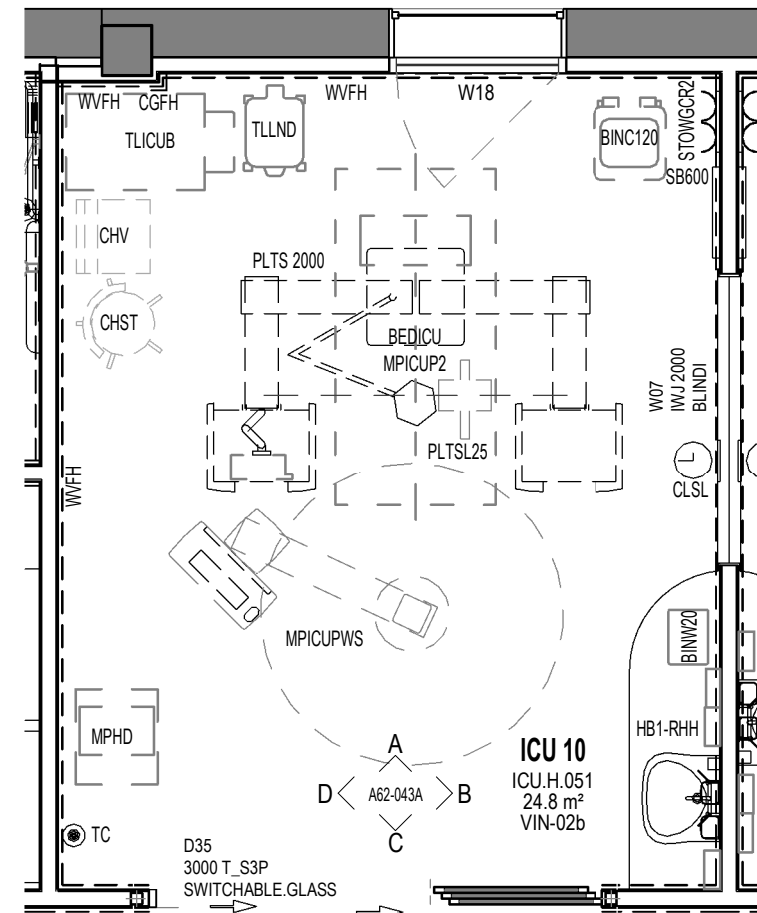 WVFH
CGFH
TLICUB
TLLND
WVFH
W18
BINC120
STOWGCR2
SB600
CHV
PLTS 2000
CHST
BEDICU
MPICUP2
W07
IWJ 2000
BLINDI
PLTSL25
CLSL
WVFH
MPICUPWS
BINW20
MPHD
HB1-RHH
ICU 10
ICU.H.051
24.8 m²
VIN-02b
A
D
A62-043A
B
C
TC
D35
3000 T_S3P
SWITCHABLE.GLASS